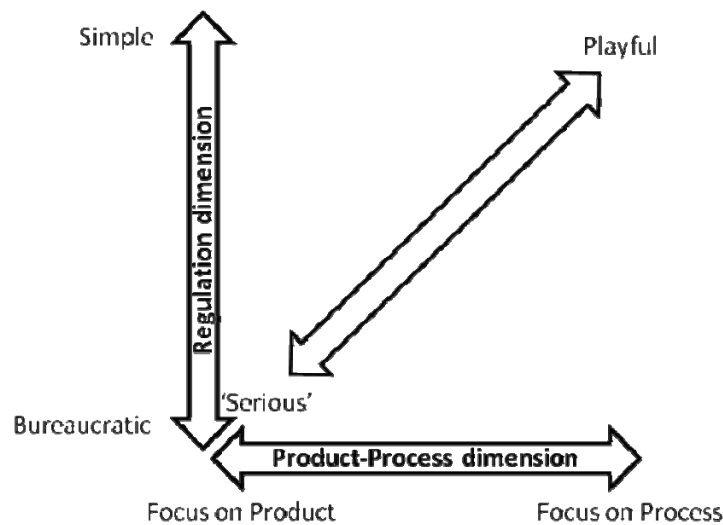 Simple
Playful
Regulation dimension
'Serious'
Bureaucratic
Product-Process dimension
Focus on Product
Focus on Process